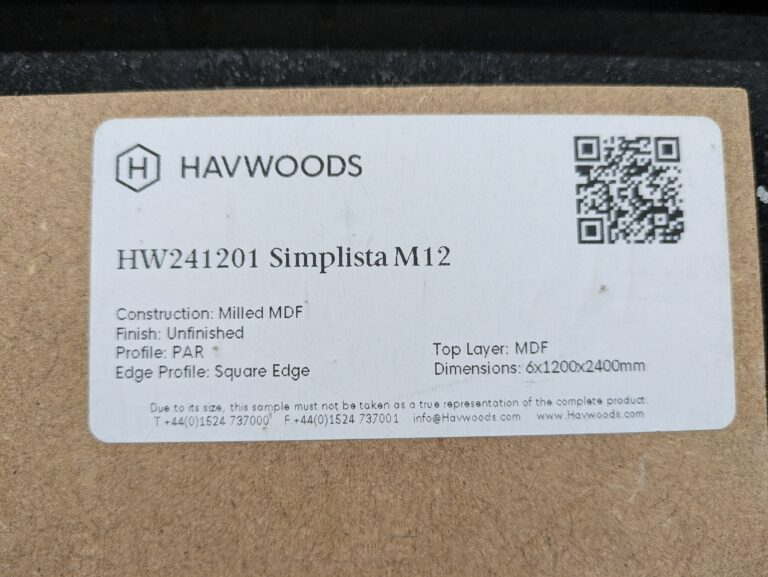 H HAVWOODS
HW241201 Simplista M12
Construction: Milled MDF
Finish: Unfinished
Profile: PAR
Edge Profile: Square Edge
Top Layer: MDF
Dimensions: 6x1200x2400mm
Due to its size, this sample must not be taken as a true representation of the complete product.
T.+44(0)1524 737000 F.+44(0)1524 737001 info@Havwoods.com www.Havwoods.com